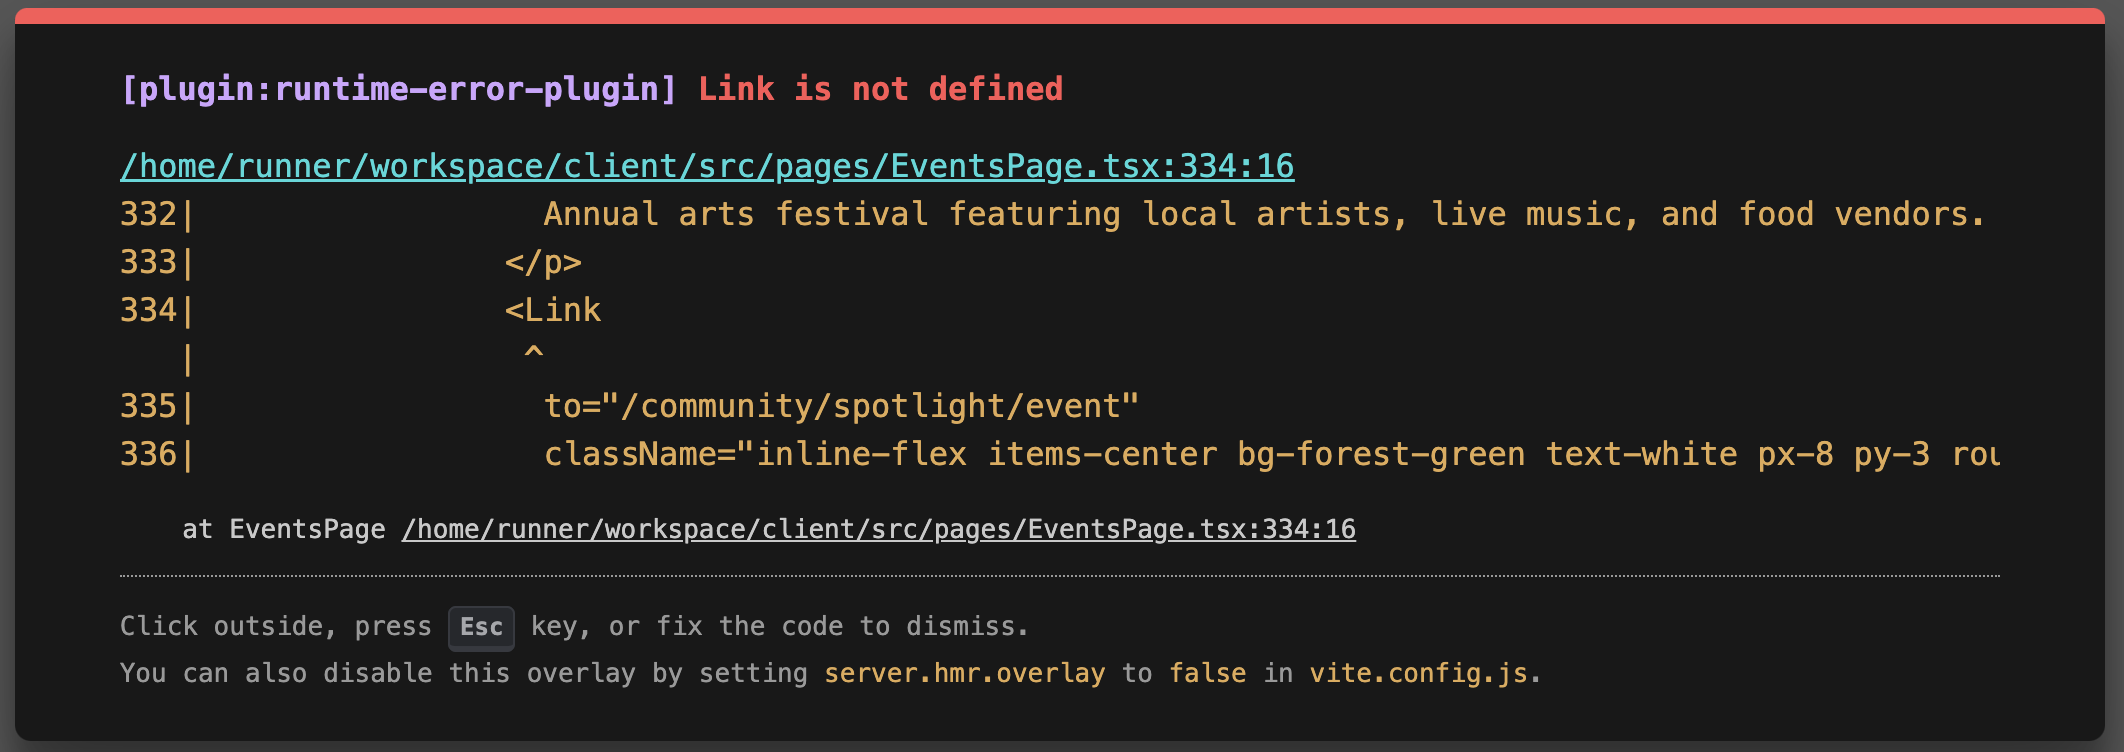 [plugin:runtime-error-plugin] Link is not defined
/home/runner/workspace/client/src/pages/EventsPage.tsx:334:16
332|                  Annual arts festival featuring local artists, live music, and food vendors.
333|                </p>
334|                <Link
   |                 ^
335|                  to="/community/spotlight/event"
336|                  className="inline-flex items-center bg-forest-green text-white px-8 py-3 rou
    at EventsPage /home/runner/workspace/client/src/pages/EventsPage.tsx:334:16
Click outside, press Esc key, or fix the code to dismiss.
You can also disable this overlay by setting server.hmr.overlay to false in vite.config.js.